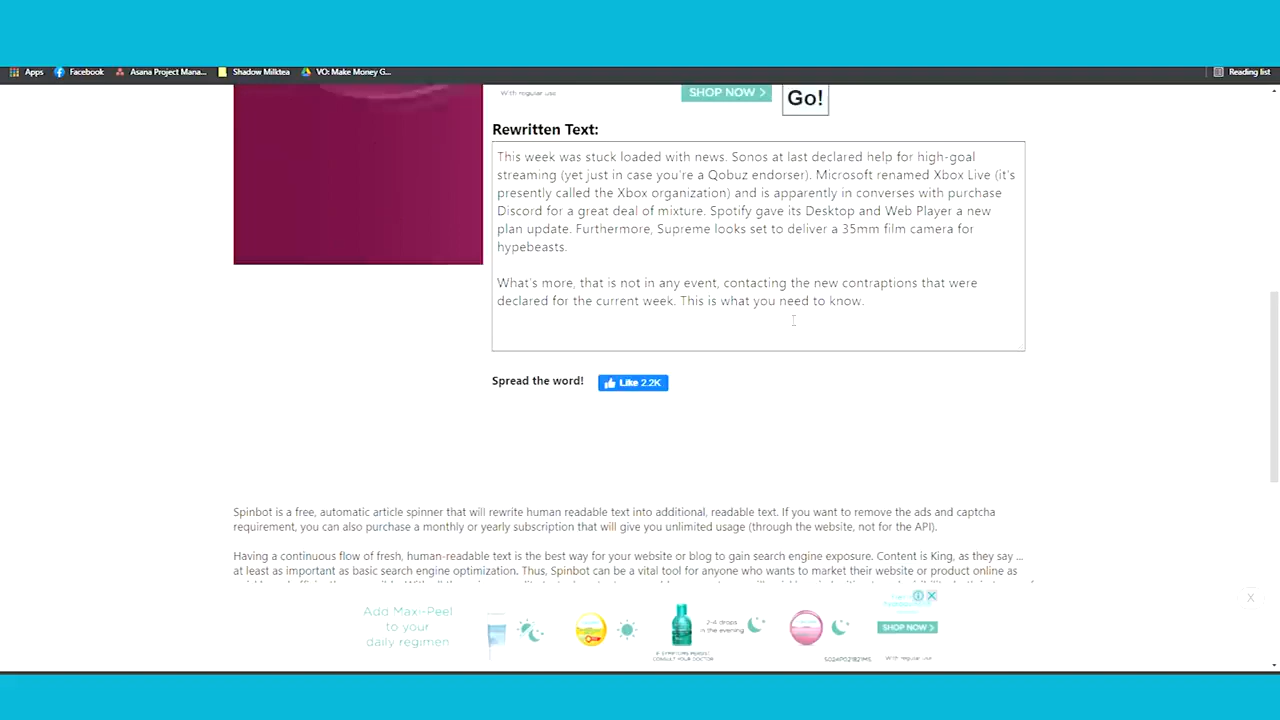 Apps Facebook Asana Project Mana... Shadow Milktea VO: Make Money G... Reading list
With regular use SHOP NOW > Go!
Rewritten Text:
This week was stuck loaded with news. Sonos at last declared help for high-goal
streaming (yet just in case you're a Qobuz endorser). Microsoft renamed Xbox Live (it's
presently called the Xbox organization) and is apparently in converses with purchase
Discord for a great deal of mixture. Spotify gave its Desktop and Web Player a new
plan update. Furthermore, Supreme looks set to deliver a 35mm film camera for
hypebeasts.
What's more, that is not in any event, contacting the new contraptions that were
declared for the current week. This is what you need to know.
Spread the word! Like 2.2K
Spinbot is a free, automatic article spinner that will rewrite human readable text into additional, readable text. If you want to remove the ads and captcha
requirement, you can also purchase a monthly or yearly subscription that will give you unlimited usage (through the website, not for the API).
Having a continuous flow of fresh, human-readable text is the best way for your website or blog to gain search engine exposure. Content is King, as they say ...
at least as important as basic search engine optimization. Thus, Spinbot can be a vital tool for anyone who wants to market their website or product online as
Add Maxi-Peel
to your
daily regimen
2-4 drops
in the evening
SHOP NOW >
IF SYMPTOMS PERSIST
CONSULT YOUR DOCTOR
With regular use
X